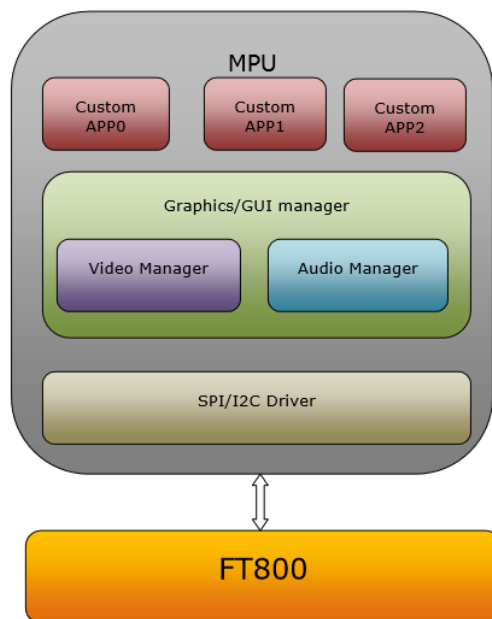 MPU
Custom
APP0
Custom
APP1
Custom
APP2
Graphics/GUI manager
Video Manager
Audio Manager
SPI/I2C Driver
FT800